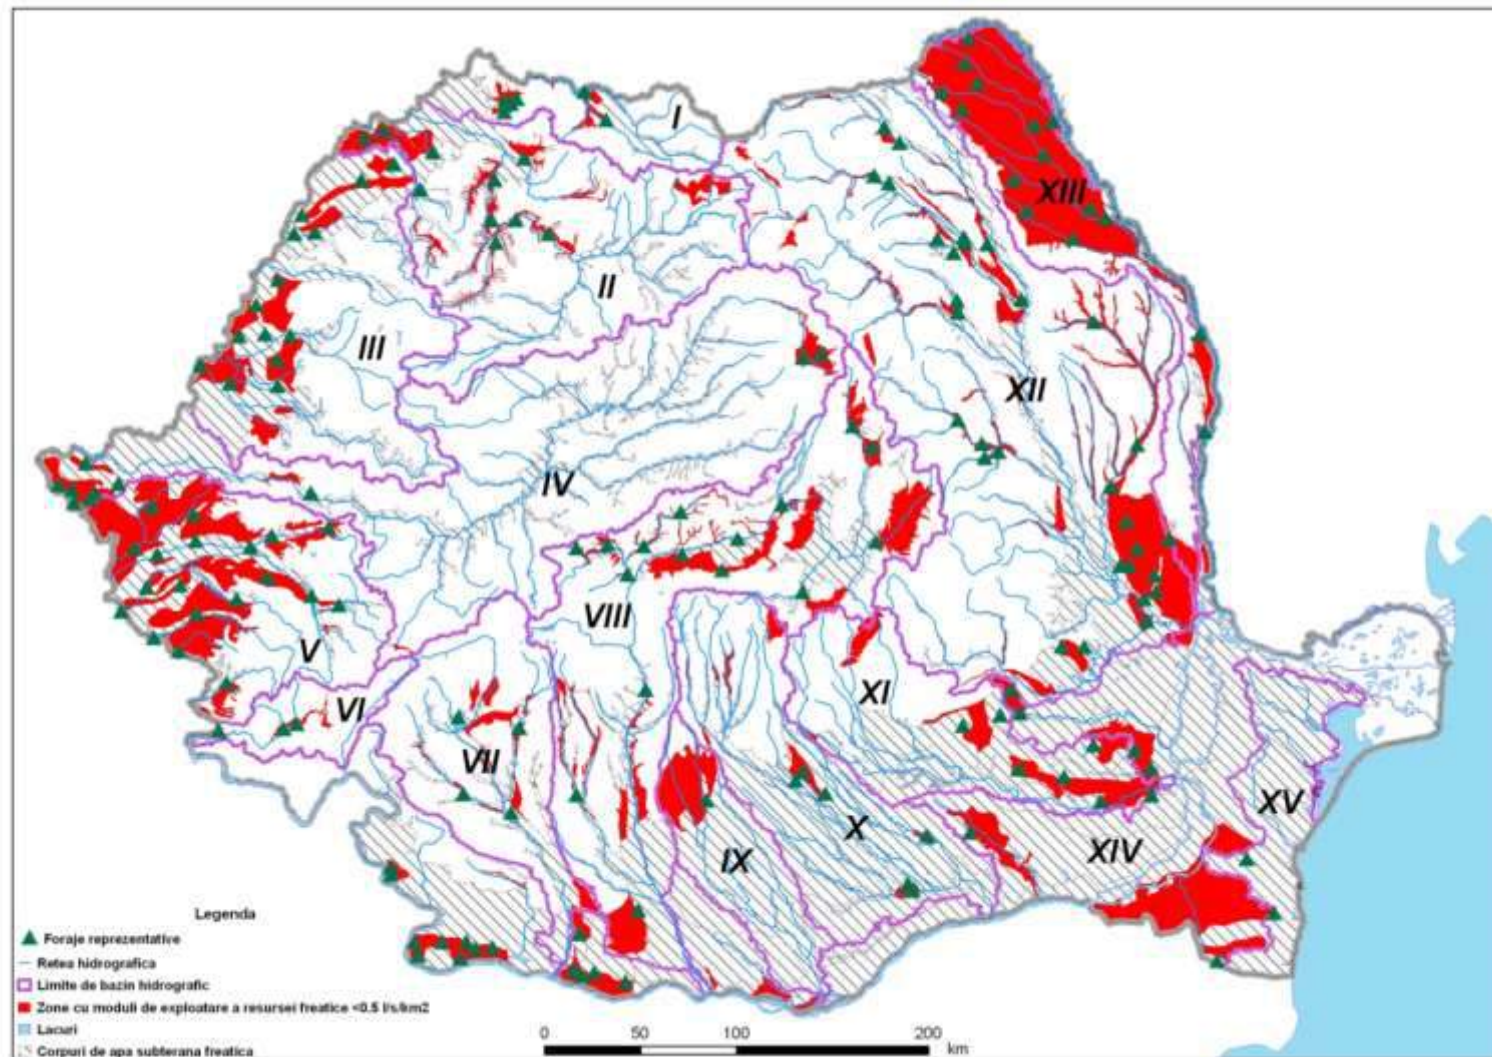 I
XIII
II
III
XII
IV
VIII
V
VI
XI
VII
XV
X
XIV
IX
Legenda
Foraje reprezentative
Retea hidrografica
Limite de bazin hidrografic
Zone cu moduli de exploatare a resursei freatice <0.5 l/s/km2
Lacuri
Corpuri de apa subterana freatica
0 50 100 200
km